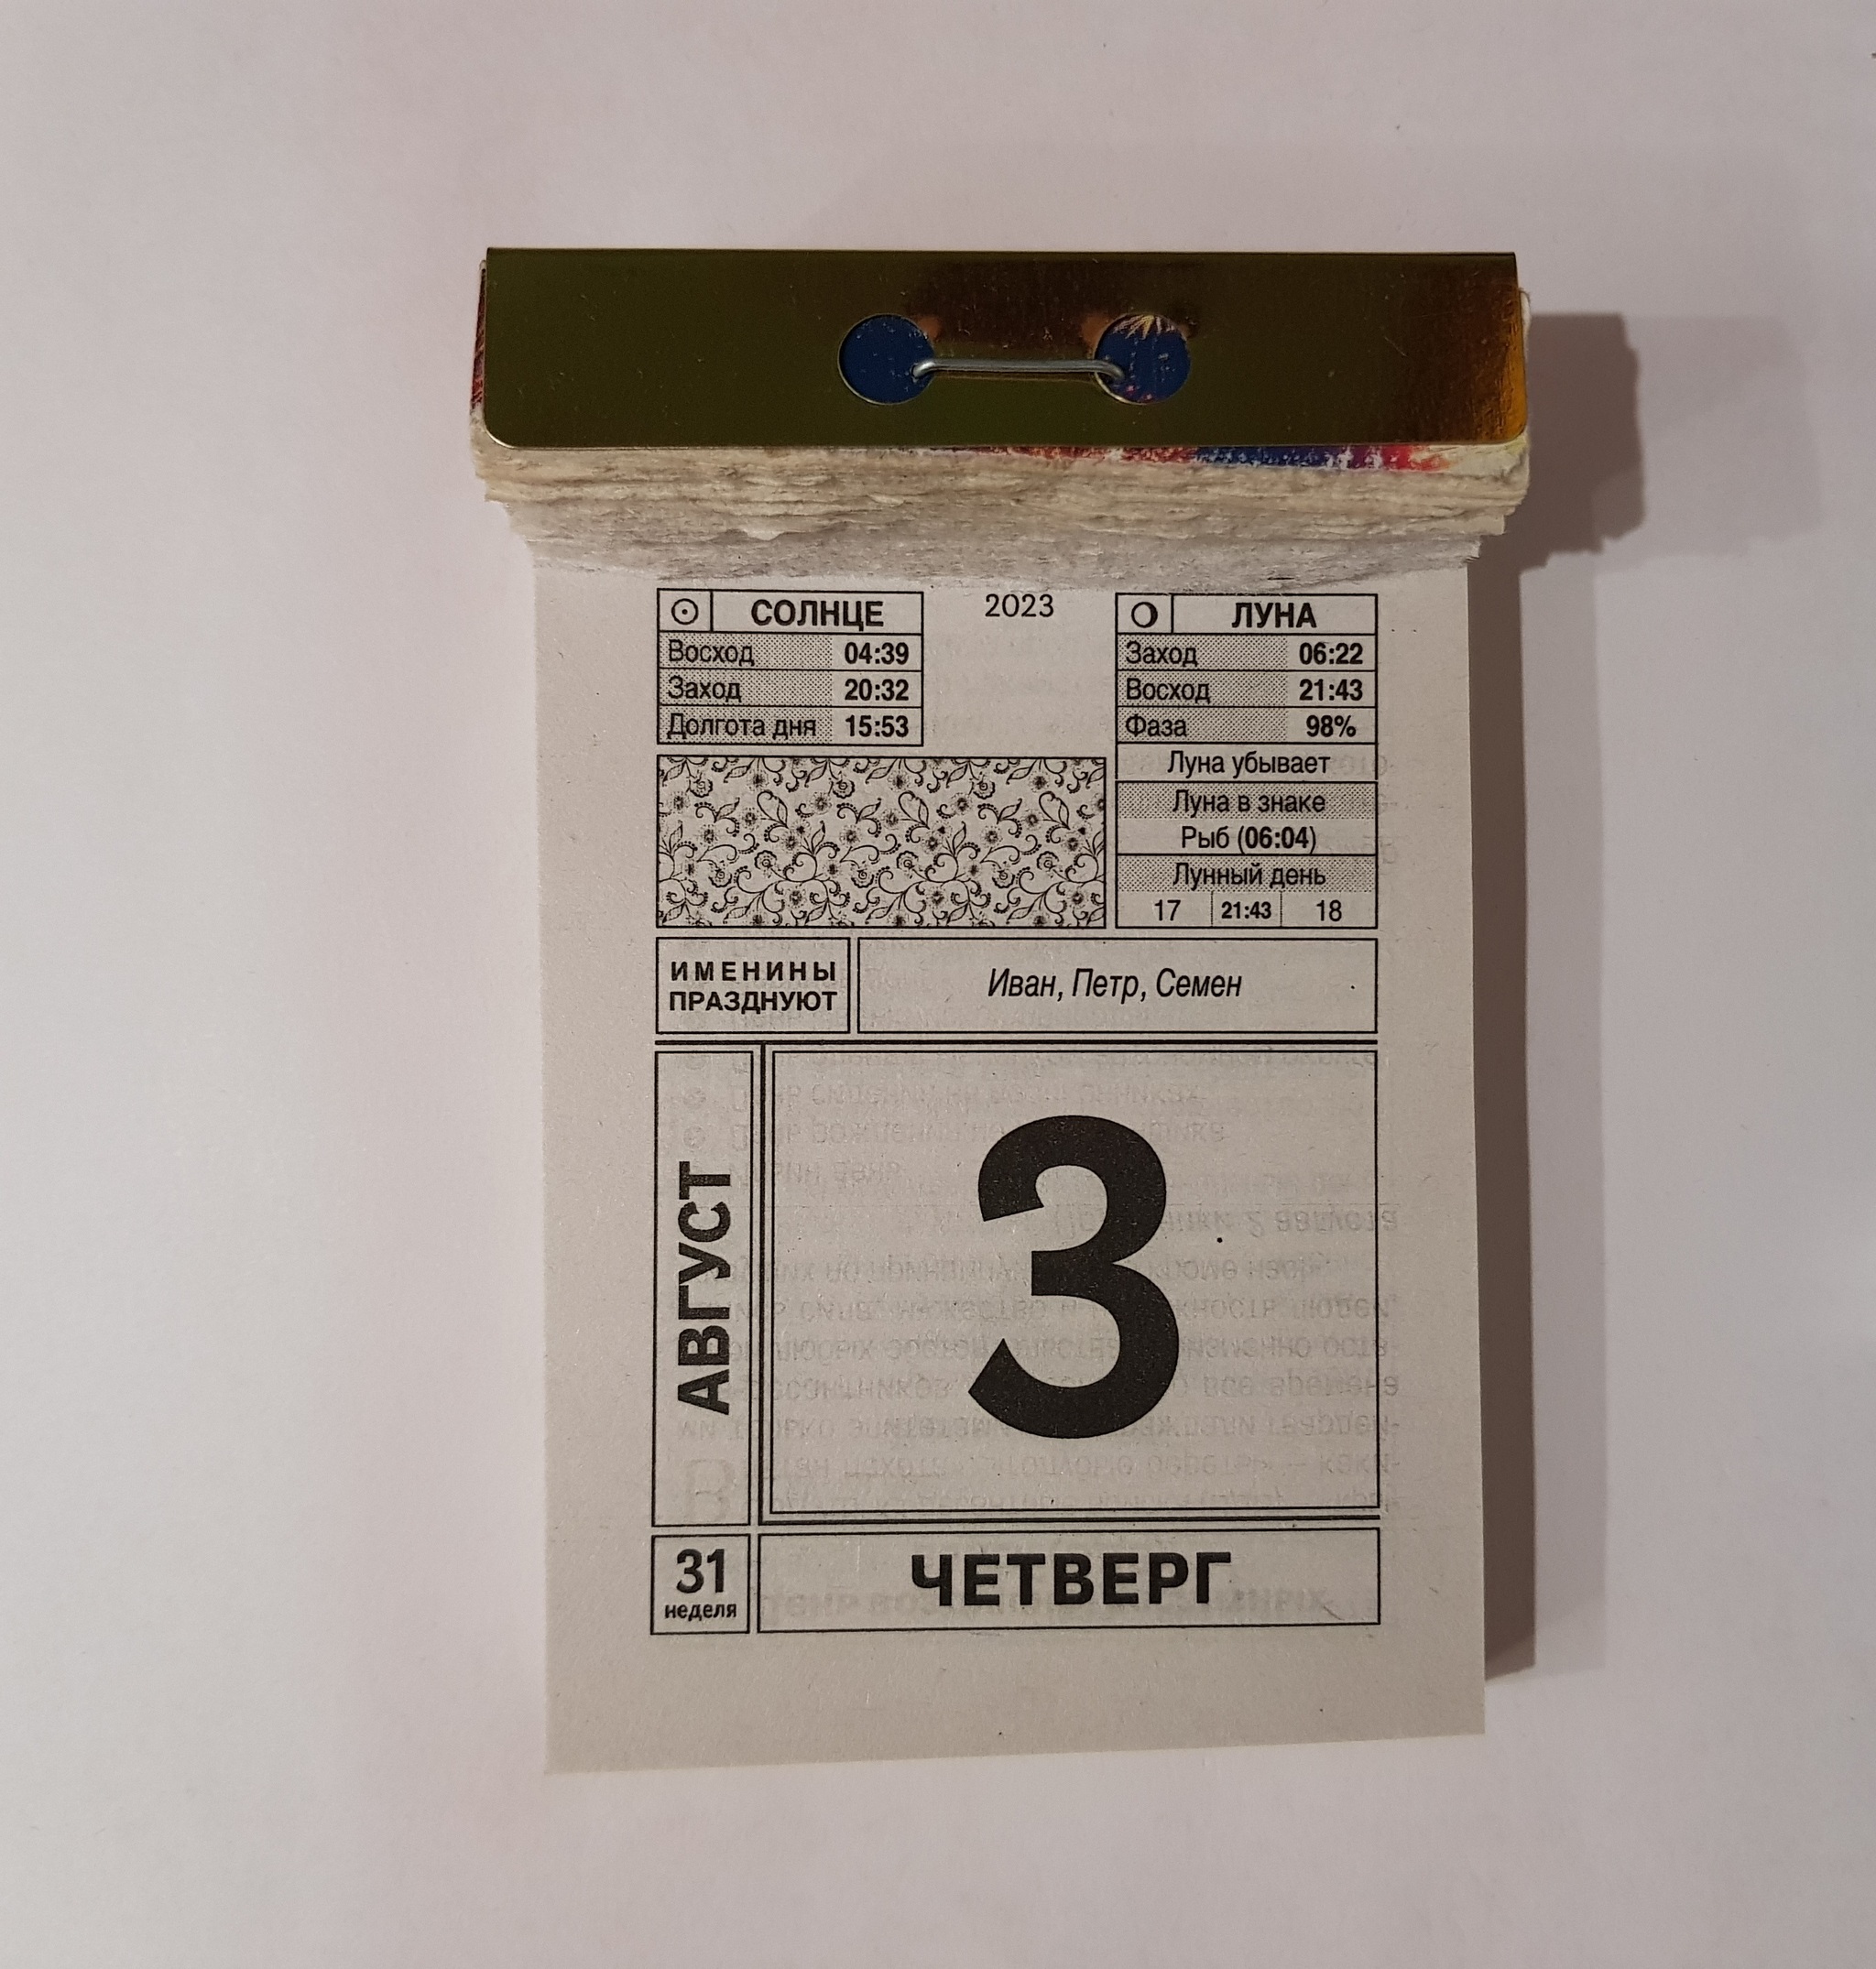 СОЛНЦЕ
Восход 04:39
Заход 20:32
Долгота дня 15:53
2023
ЛУНА
Заход 06:22
Восход 21:43
Фаза 98%
Луна убывает
Луна в знаке
Рыб (06:04)
Лунный день
17 21:43 18
ИМЕНИНЫ
ПРАЗДНУЮТ
Иван, Петр, Семен
АВГУСТ
3
31
неделя
ЧЕТВЕРГ